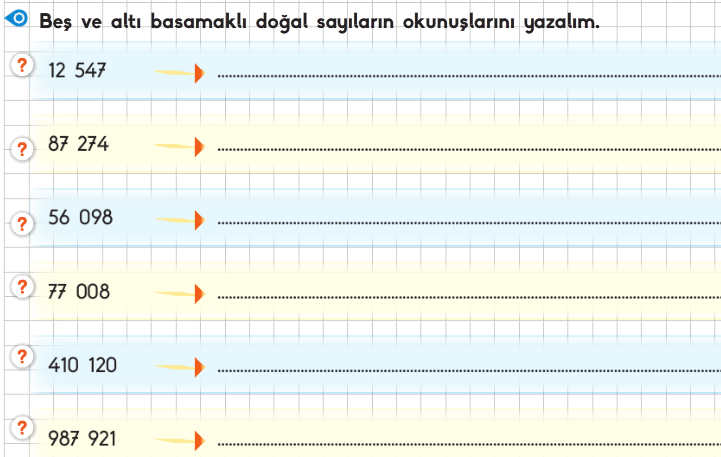 Beş ve altı basamaklı doğal sayıların okunuşlarını yazalım.
? 12 547 ........................................................................
? 87 274 ........................................................................
? 56 098 ........................................................................
? 77 008 ........................................................................
? 410 120 ........................................................................
? 987 921 ........................................................................